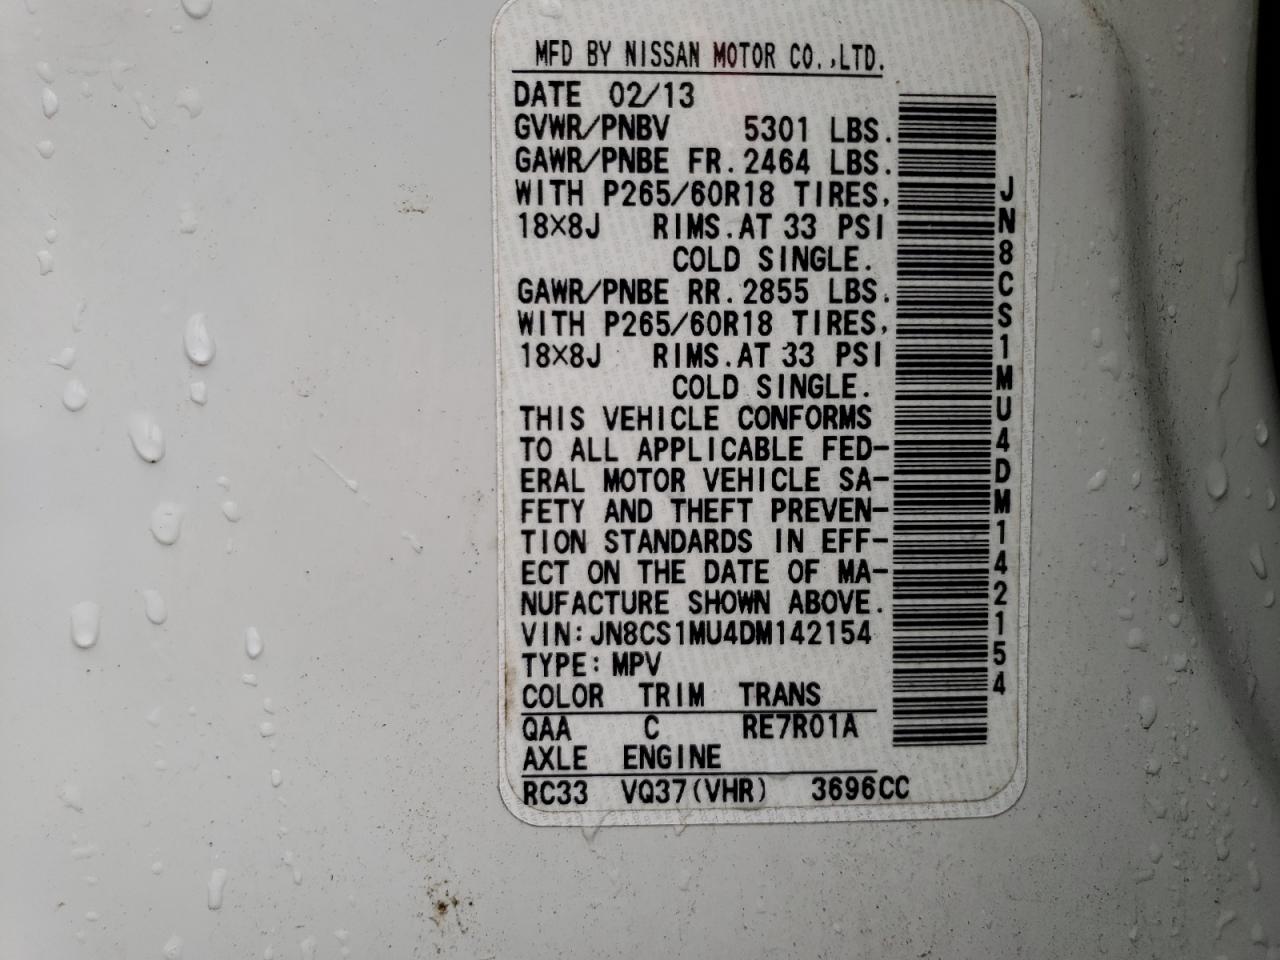 MFD BY NISSAN MOTOR CO.,LTD.
DATE 02/13
GVWR/PNBV 5301 LBS.
GAWR/PNBE FR. 2464 LBS.
WITH P265/60R18 TIRES,
18×8J RIMS. AT 33 PSI
COLD SINGLE.
GAWR/PNBE RR. 2855 LBS.
WITH P265/60R18 TIRES,
18×8J RIMS. AT 33 PSI
COLD SINGLE.
THIS VEHICLE CONFORMS
TO ALL APPLICABLE FED-
ERAL MOTOR VEHICLE SA-
FETY AND THEFT PREVEN-
TION STANDARDS IN EFF-
ECT ON THE DATE OF MA-
NUFACTURE SHOWN ABOVE.
VIN: JN8CS1MU4DM142154
TYPE: MPV
COLOR TRIM TRANS
QAA C RE7R01A
AXLE ENGINE
RC33 VQ37(VHR) 3696CC
JN8CS1MU4DM142154